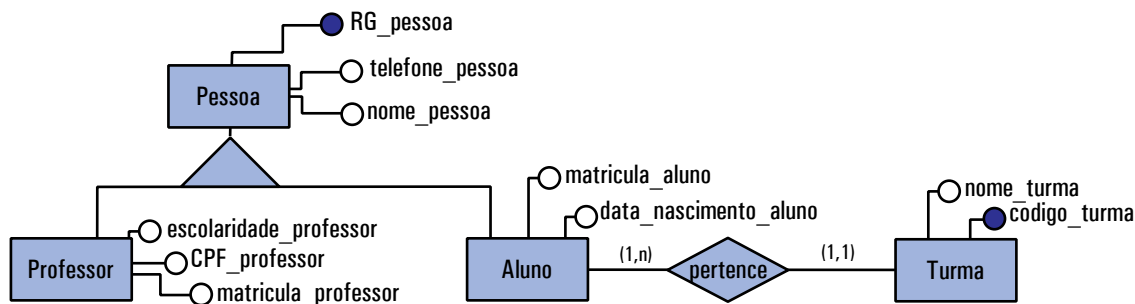 RG_pessoa
telefone_pessoa
Pessoa
nome_pessoa
matricula_aluno
nome_turma
data_nascimento_aluno
codigo_turma
escolaridade_professor
CPF_professor
Professor
matricula_professor
Aluno
(1,n)
pertence
(1,1)
Turma